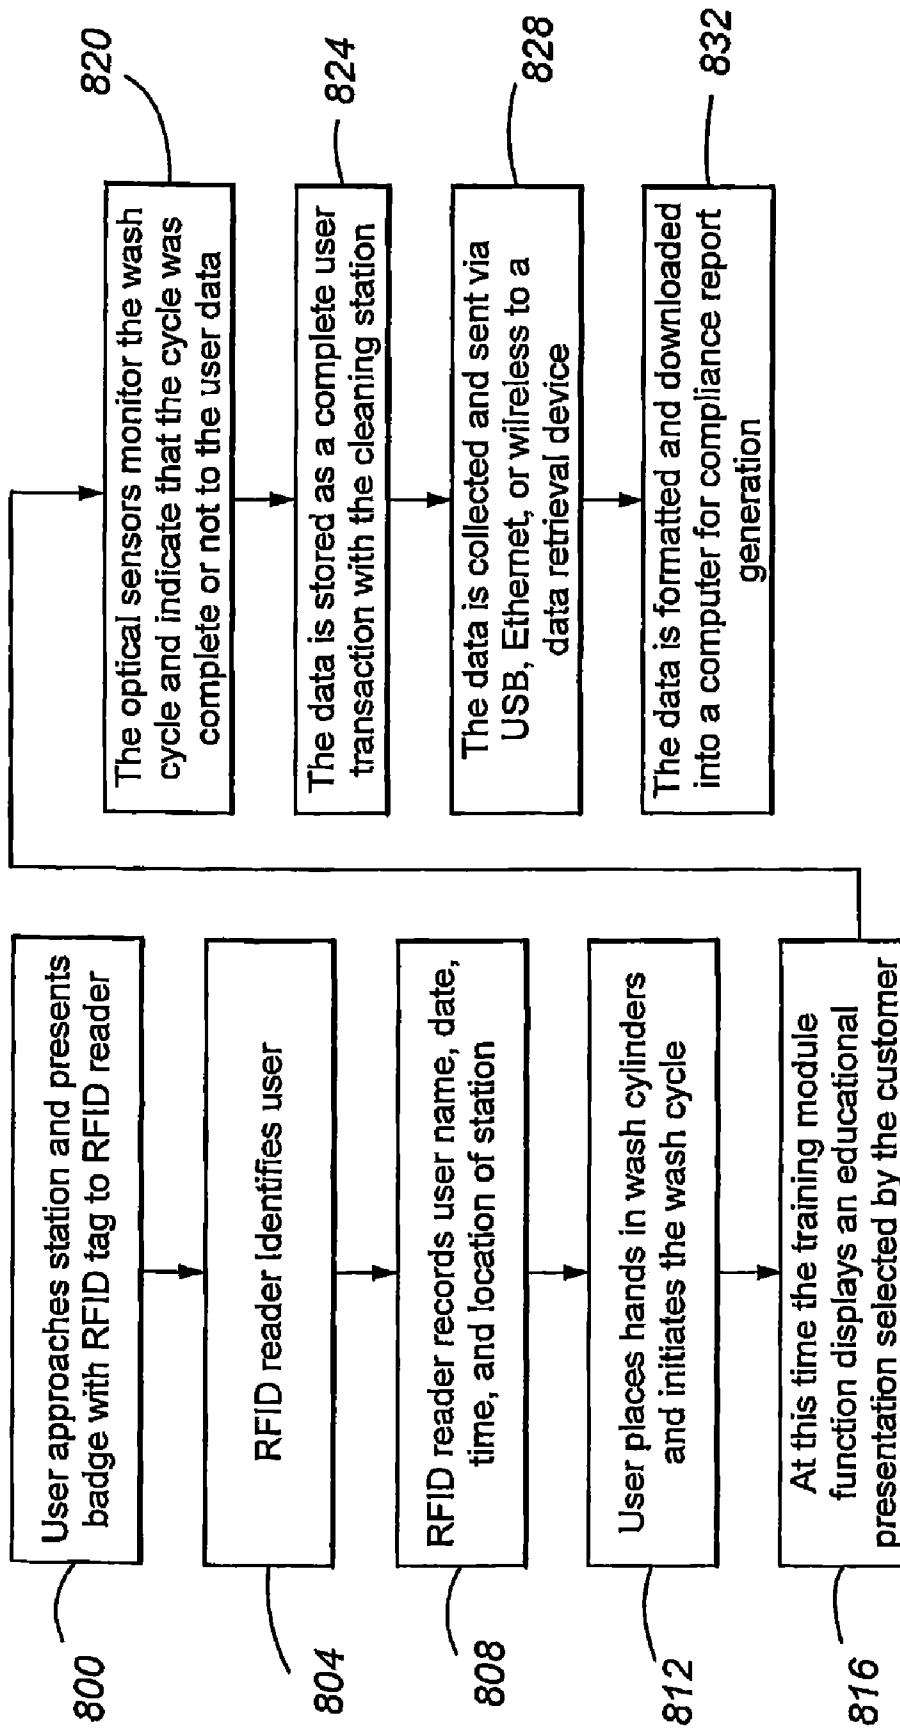 800
User approaches station and presents
badge with RFID tag to RFID reader
804
RFID reader Identifies user
808
RFID reader records user name, date,
time, and location of station
812
User places hands in wash cylinders
and initiates the wash cycle
816
At this time the training module
function displays an educational
presentation selected by the customer
820
The optical sensors monitor the wash
cycle and indicate that the cycle was
complete or not to the user data
824
The data is stored as a complete user
transaction with the cleaning station
828
The data is collected and sent via
USB, Ethernet, or wilreless to a
data retrieval device
832
The data is formatted and downloaded
into a computer for compliance report
generation